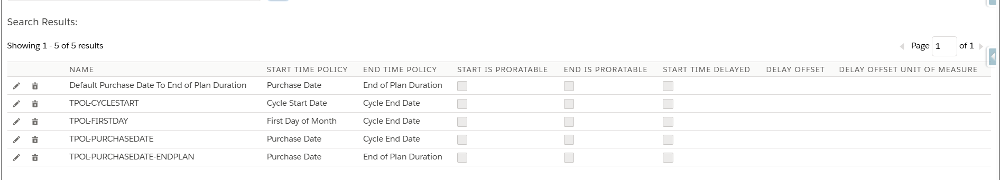 Search Results:
Showing 1 - 5 of 5 results
Page 1 of 1
NAME START TIME POLICY END TIME POLICY START IS PRORATABLE END IS PRORATABLE START TIME DELAYED DELAY OFFSET DELAY OFFSET UNIT OF MEASURE
Default Purchase Date To End of Plan Duration Purchase Date End of Plan Duration
TPOL-CYCLESTART Cycle Start Date Cycle End Date
TPOL-FIRSTDAY First Day of Month Cycle End Date
TPOL-PURCHASEDATE Purchase Date Cycle End Date
TPOL-PURCHASEDATE-ENDPLAN Purchase Date End of Plan Duration